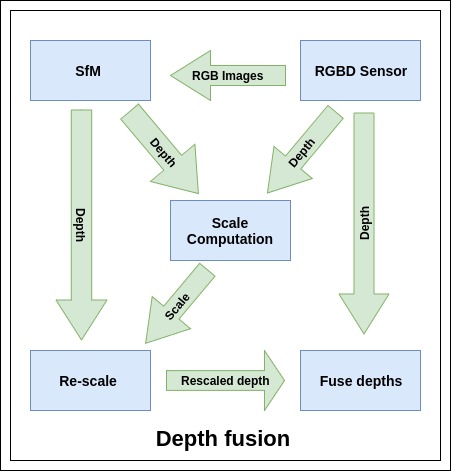 SfM
RGB Images
RGBD Sensor
Depth
Depth
Depth
Depth
Scale
Computation
Scale
Re-scale
Rescaled depth
Fuse depths
Depth fusion